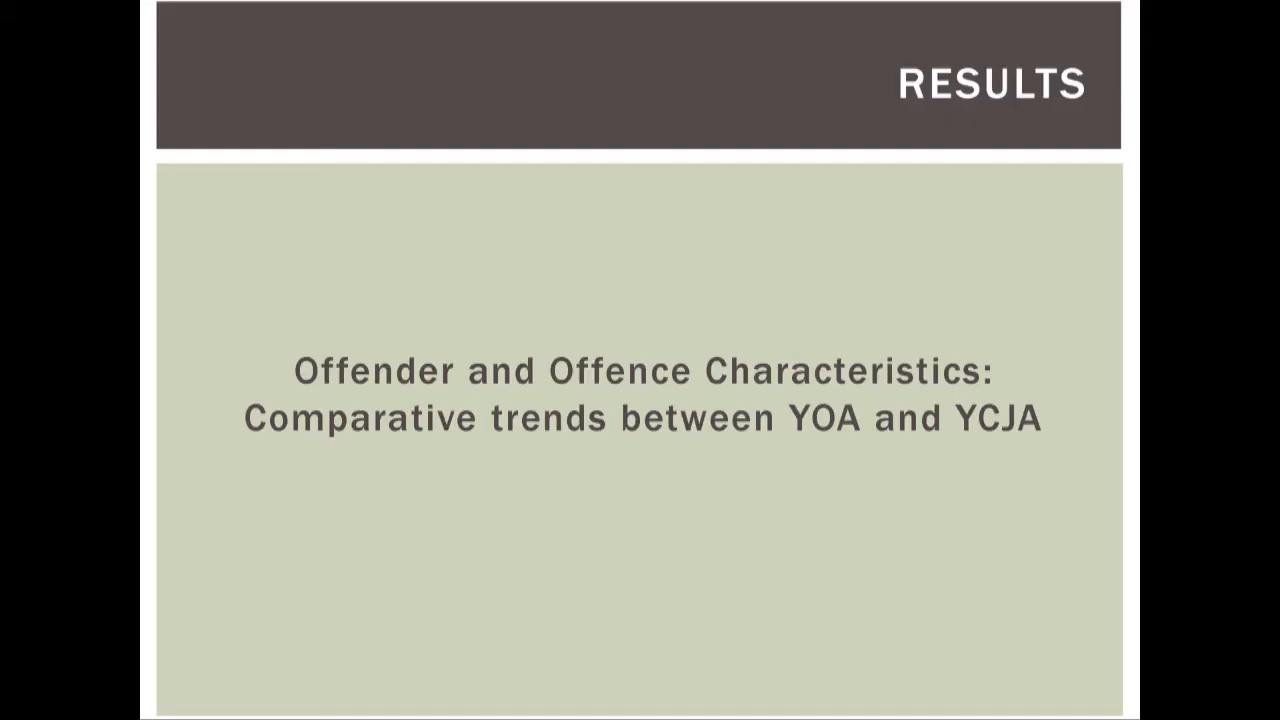 RESULTS
Offender and Offence Characteristics:
Comparative trends between YOA and YCJA